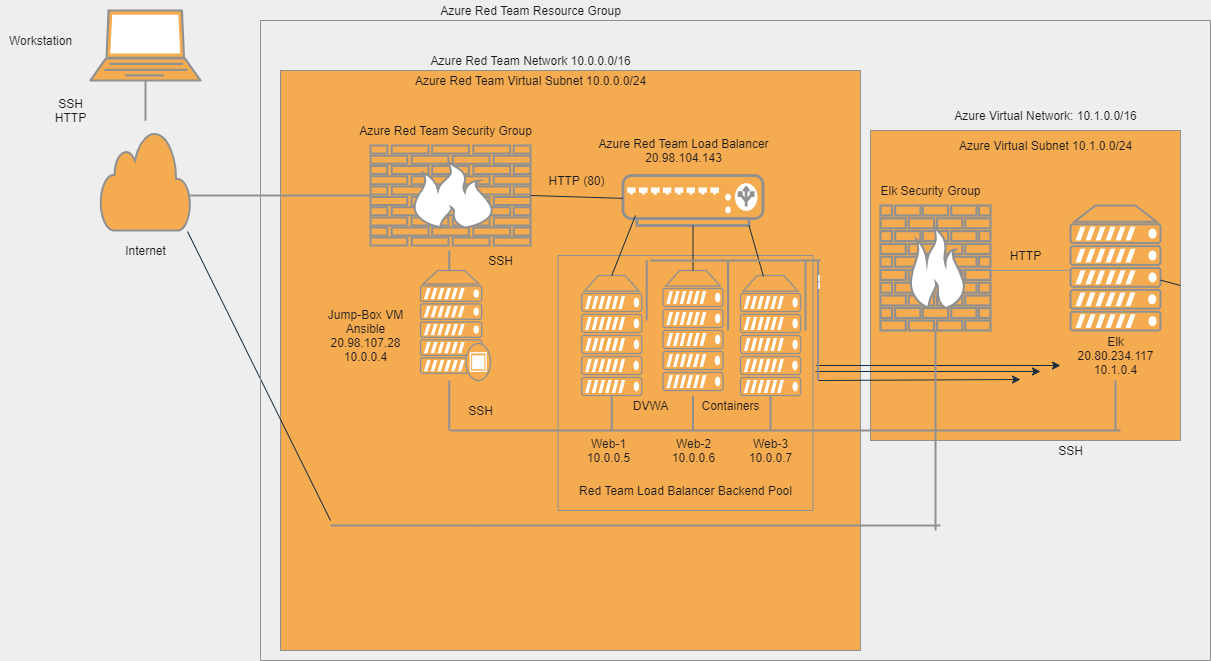 Azure Red Team Resource Group
Workstation
Azure Red Team Network 10.0.0.0/16
Azure Red Team Virtual Subnet 10.0.0.0/24
SSH
HTTP
Azure Virtual Network: 10.1.0.0/16
Azure Red Team Security Group
Azure Red Team Load Balancer
20.98.104.143
Azure Virtual Subnet 10.1.0.0/24
HTTP (80)
Elk Security Group
Internet
SSH
HTTP
Jump-Box VM
Ansible
20.98.107.28
10.0.0.4
Elk
20.80.234.117
10.1.0.4
SSH
DVWA
Containers
Web-1
10.0.0.5
Web-2
10.0.0.6
Web-3
10.0.0.7
SSH
Red Team Load Balancer Backend Pool